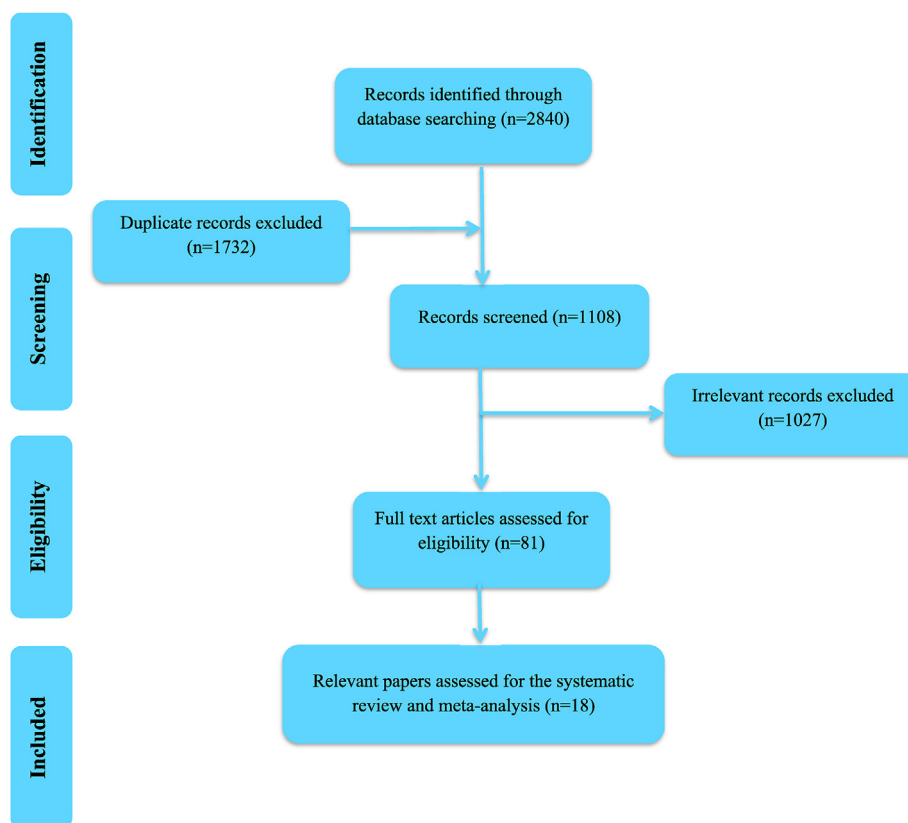 Identification
Records identified through
database searching (n=2840)
Duplicate records excluded
(n=1732)
Screening
Records screened (n=1108)
Irrelevant records excluded
(n=1027)
Eligibility
Full text articles assessed for
eligibility (n=81)
Included
Relevant papers assessed for the systematic
review and meta-analysis (n=18)